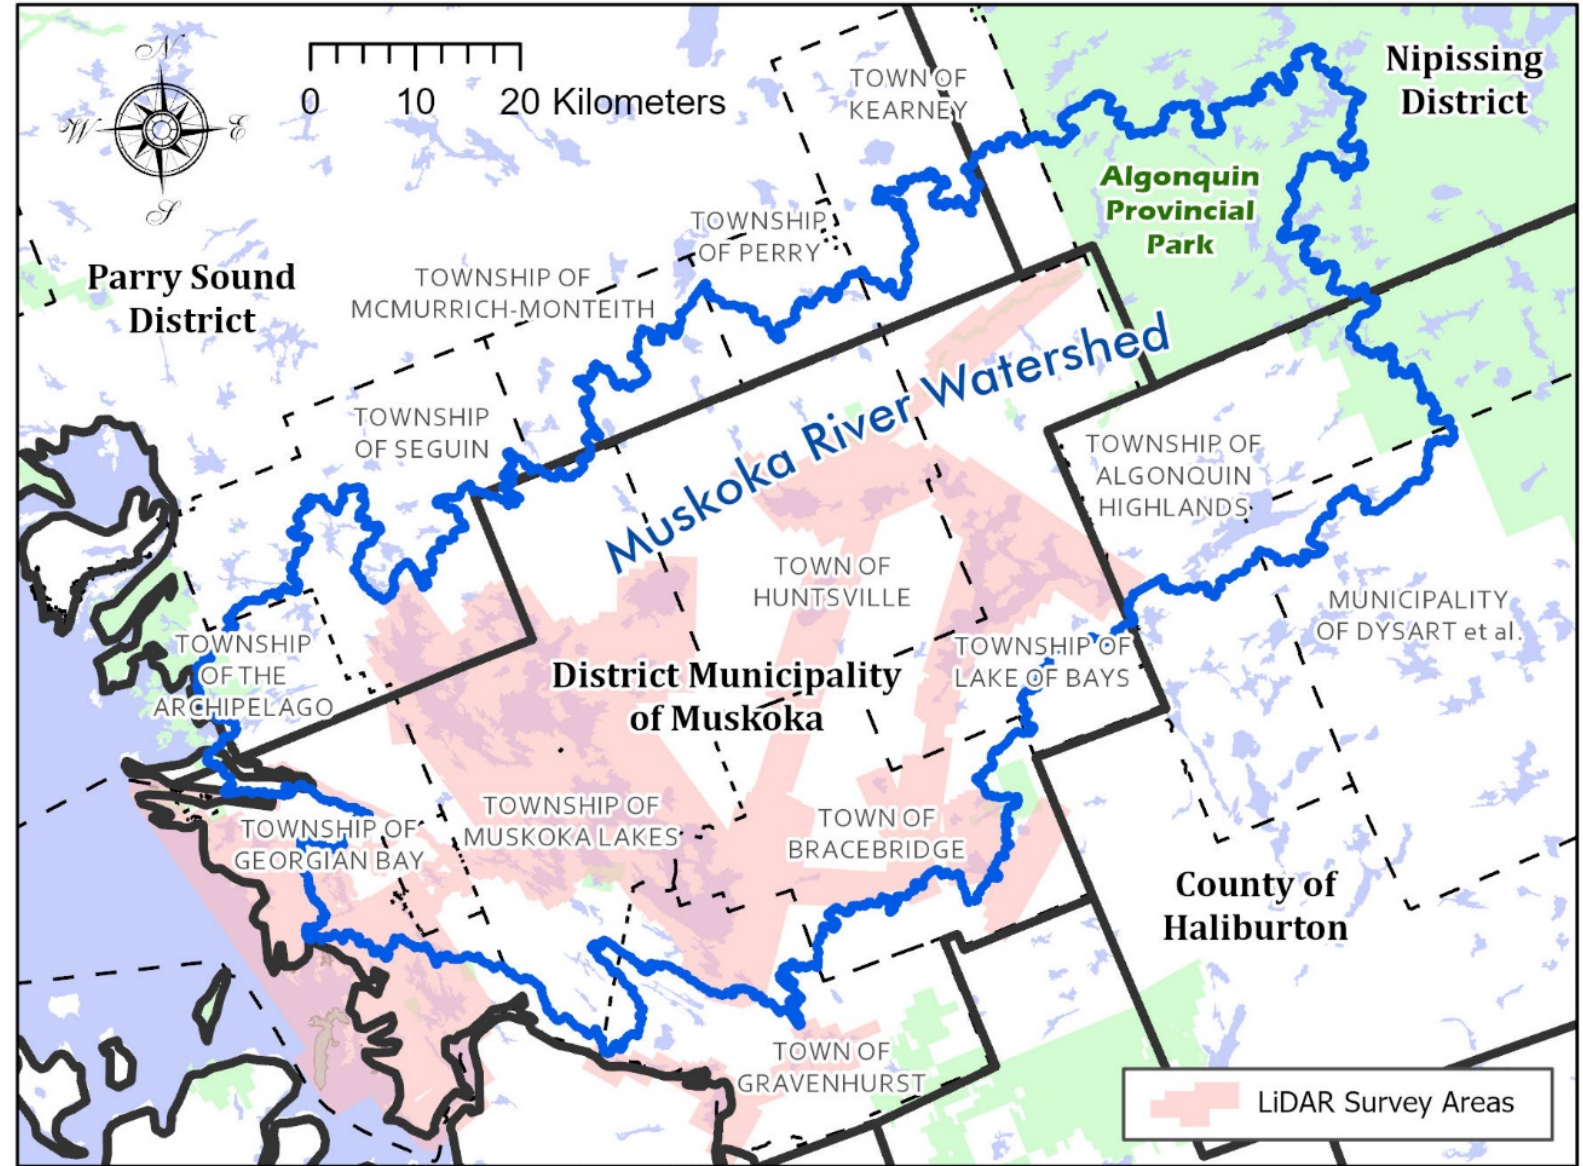 N
W
E
S
0 10 20 Kilometers
TOWN OF
KEARNEY
Nipissing
District
Algonquin
Provincial
Park
TOWNSHIP
OF PERRY
Parry Sound
District
TOWNSHIP OF
MCMURRICH-MONTEITH
Muskoka River Watershed
TOWNSHIP
OF SEGUIN
TOWNSHIP OF
ALGONQUIN
HIGHLANDS
TOWN OF
HUNTSVILLE
MUNICIPALITY
OF DYSART et al.
TOWNSHIP
OF THE
ARCHIPELAGO
TOWNSHIP OF
LAKE OF BAYS
District Municipality
of Muskoka
TOWNSHIP OF
MUSKOKA LAKES
TOWN OF
BRACEBRIDGE
TOWNSHIP OF
GEORGIAN BAY
County of
Haliburton
TOWN OF
GRAVENHURST
LiDAR Survey Areas